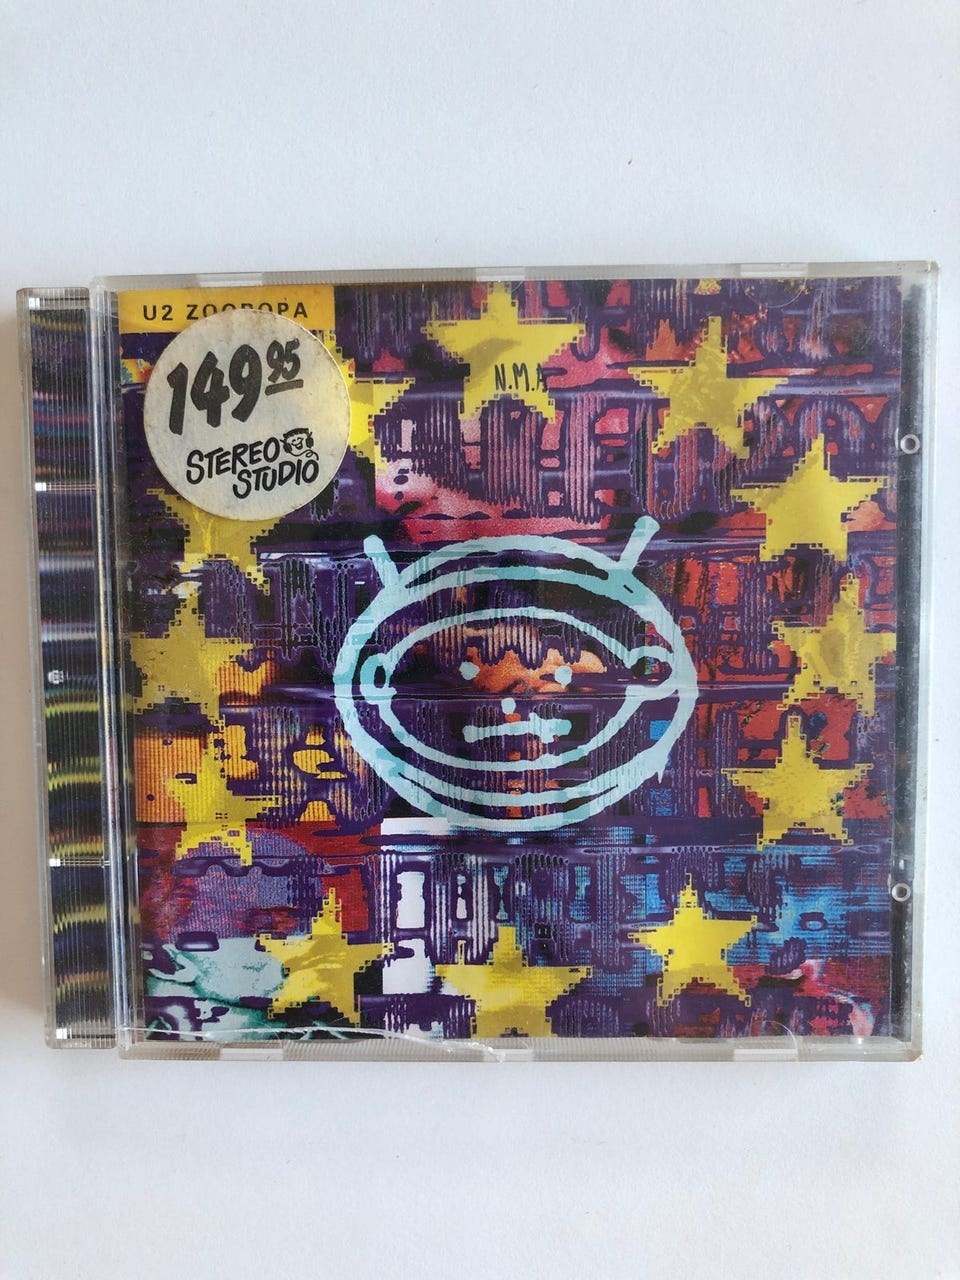 U2 ZOOROPA
149 95
STEREO
STUDIO
N.M.A